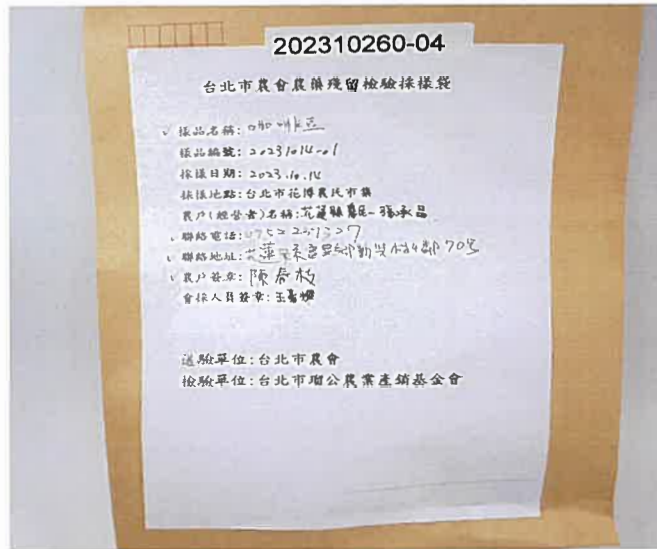 202310260-04
台北市農會農藥殘留檢驗採樣袋
樣品名稱: 咖啡豆
樣品編號: 20231014-01
採樣日期: 2023.10.14
採樣地點: 台北市花博農民市集
農戶(經營者)名稱: 花蓮縣農民-張承昌
聯絡電話:
聯絡地址: 花蓮 70号
農戶簽章: 陳春枝
會採人員簽章: 王
送驗單位: 台北市農會
檢驗單位: 台北市瑠公農業產銷基金會